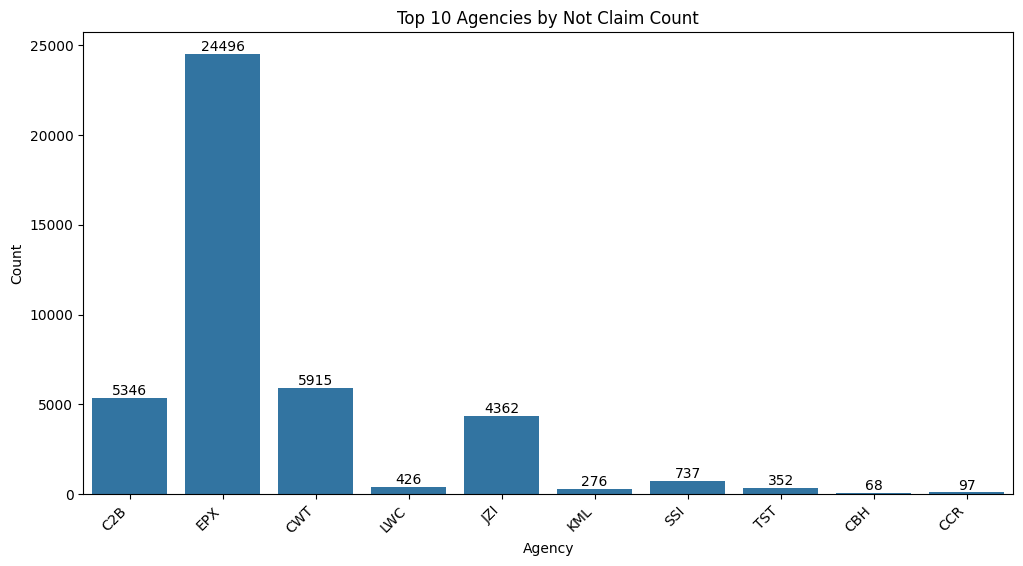 Top 10 Agencies by Not Claim Count
Count
25000
20000
15000
10000
5000
0
5346
24496
5915
426
4362
276
737
352
68
97
C2B
EPX
CWT
LWC
JZI
KML
SSI
TST
CBH
CCR
Agency